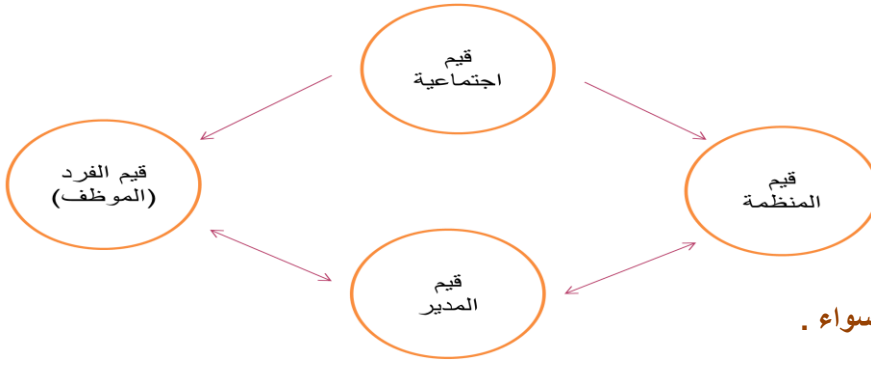 قيم
اجتماعية
قيم
المنظمة
قيم الفرد
(الموظف)
قيم
المدير
سواء .